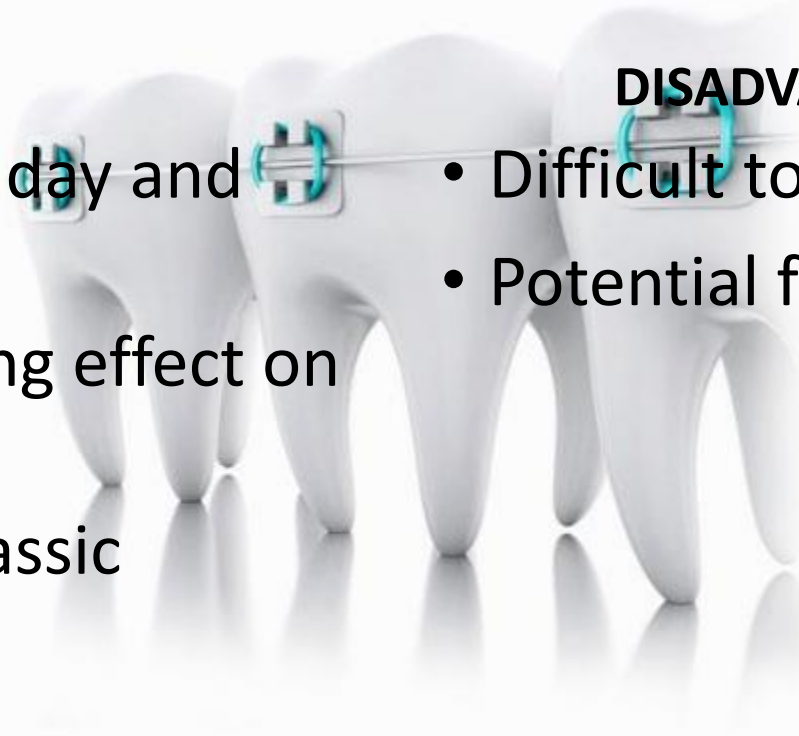 day and
ng effect on
assic
DISADVA
• Difficult to
• Potential f